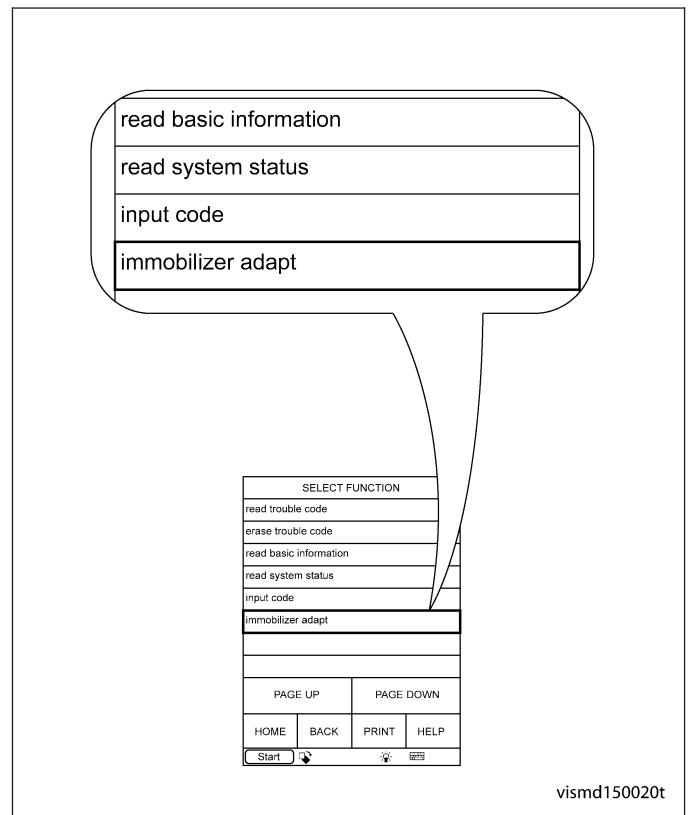 read basic information
read system status
input code
immobilizer adapt
SELECT FUNCTION
read trouble code
erase trouble code
read basic information
read system status
input code
immobilizer adapt
PAGE UP PAGE DOWN
HOME BACK PRINT HELP
Start
vismd150020t